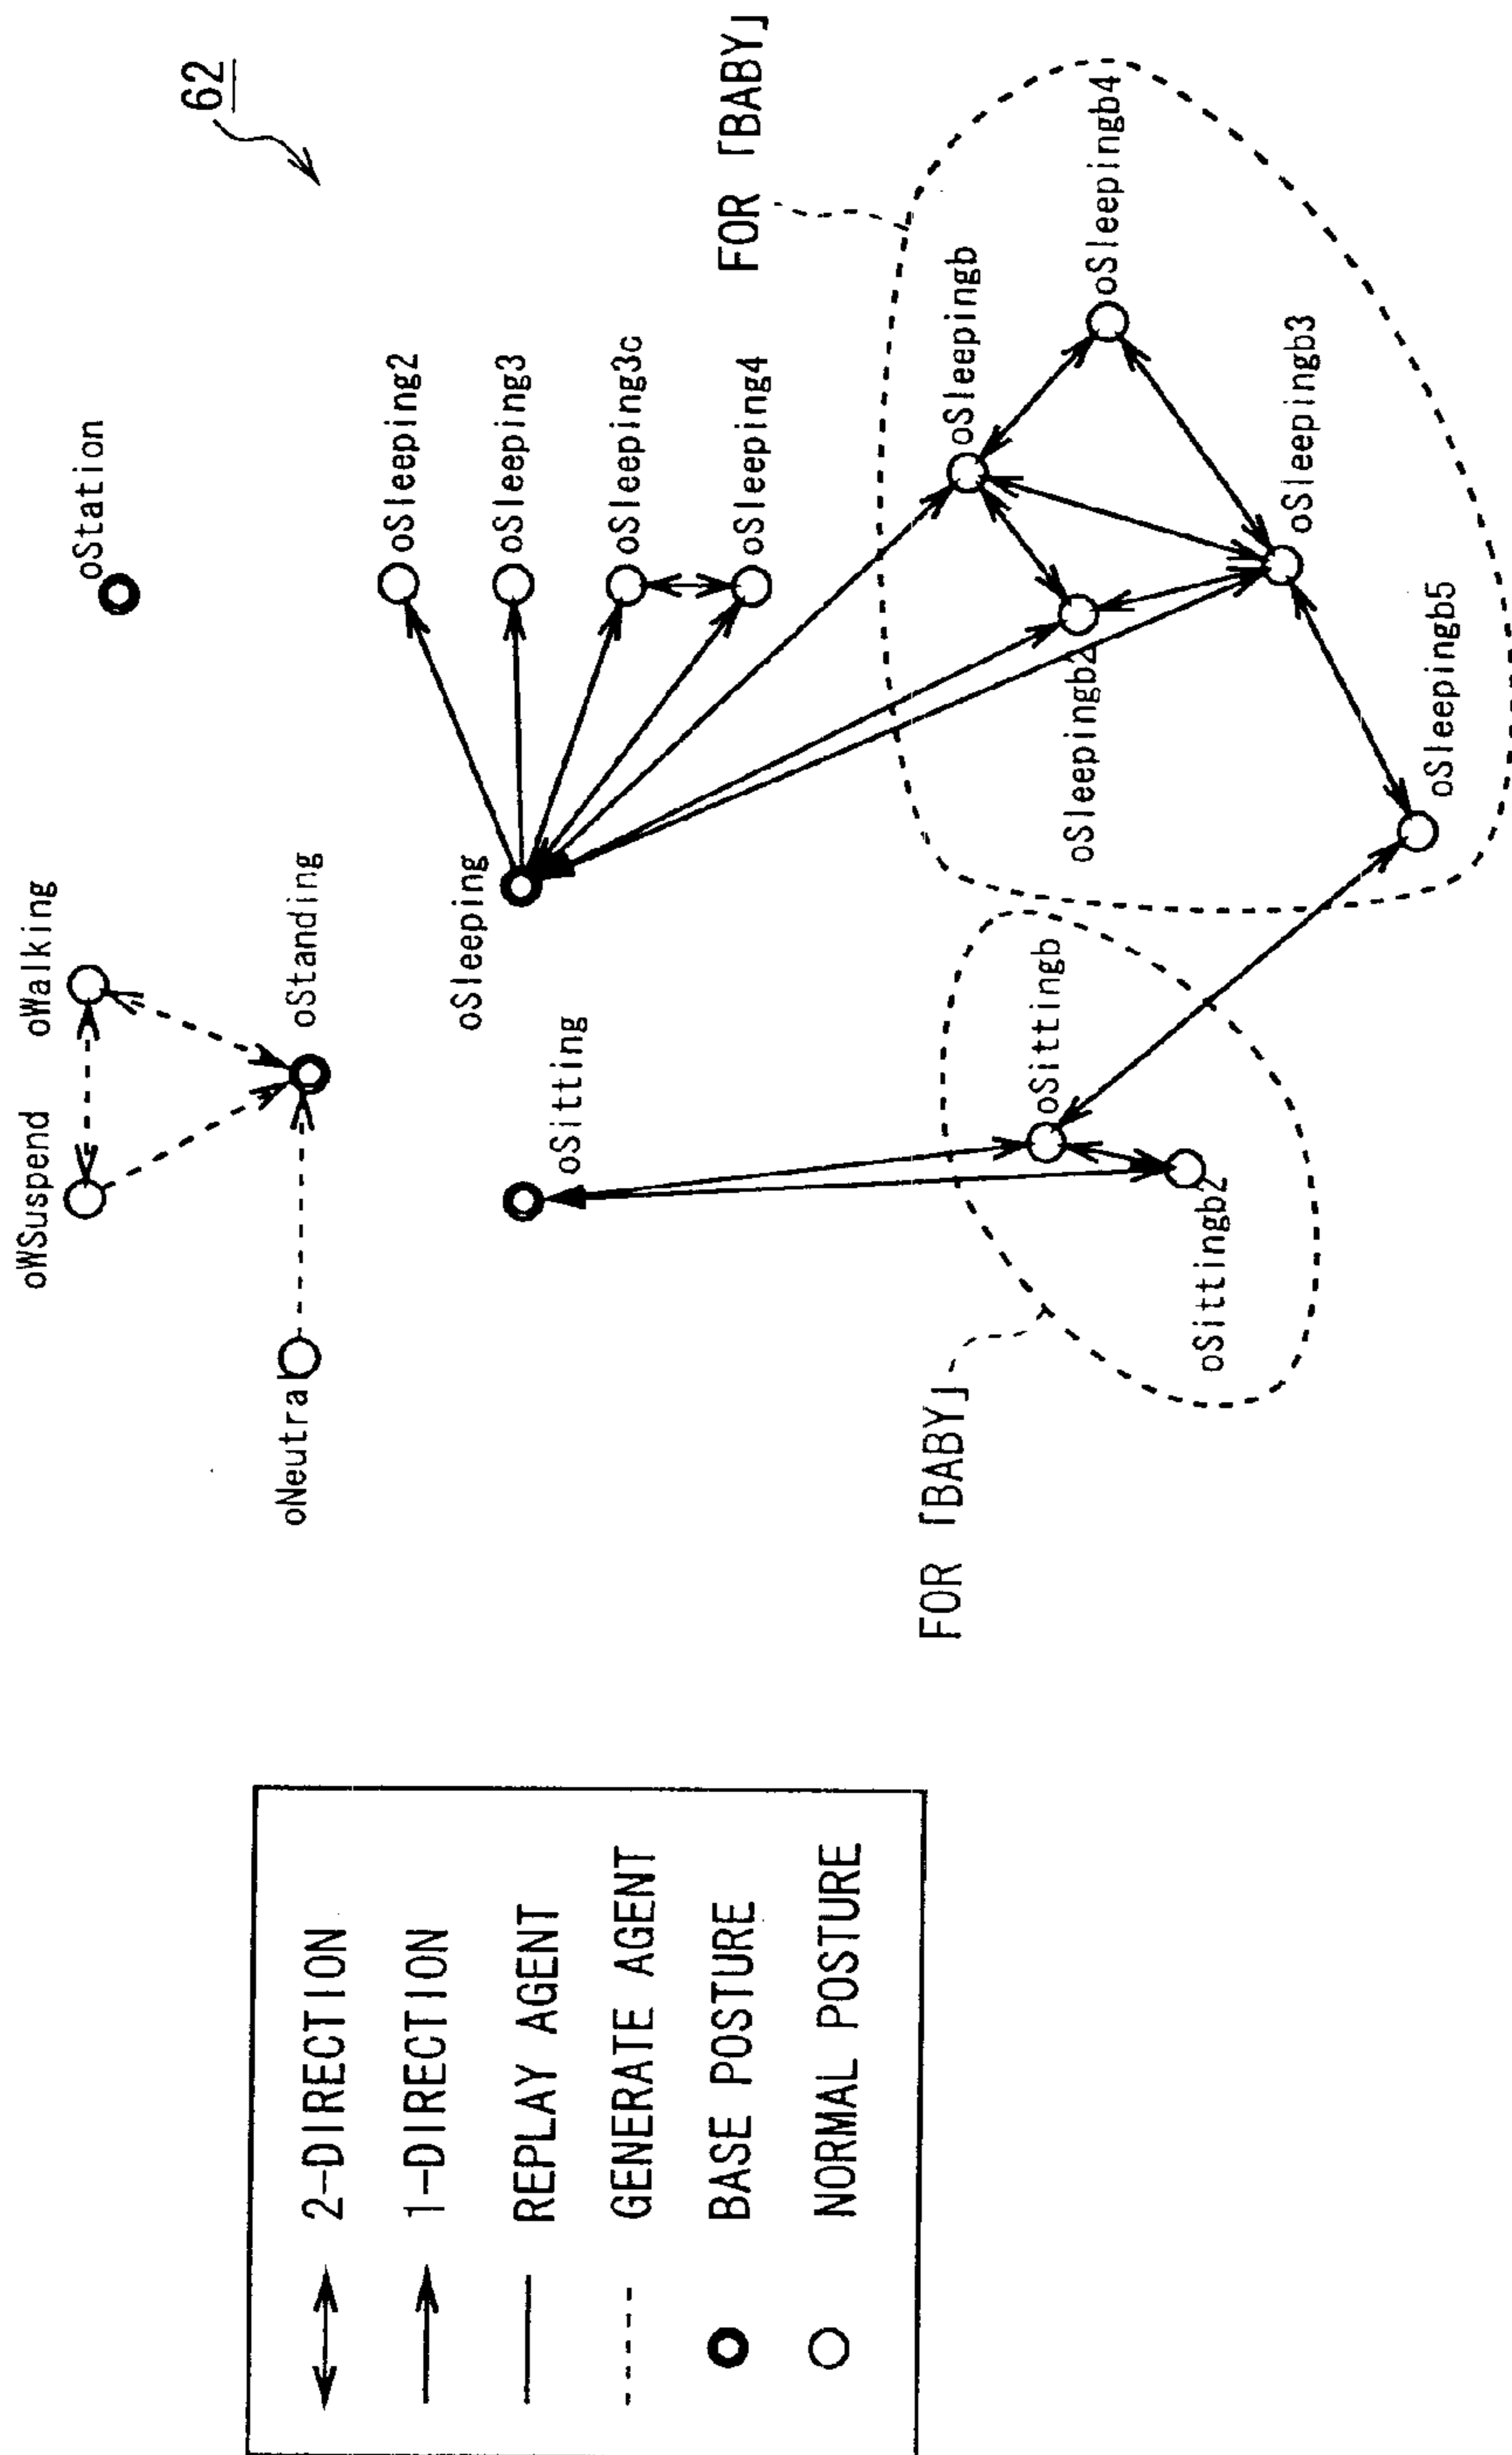 62
2-DIRECTION
1-DIRECTION
REPLAY AGENT
GENERATE AGENT
BASE POSTURE
NORMAL POSTURE
oWSuspend
oWalking
oStation
oNeutral
oStanding
oSleeping
oSleeping2
oSleeping3
oSleeping3c
oSleeping4
oSitting
FOR 「BABY」
oSleepingb
oSleepingb4
oSleepingb2
oSleepingb3
oSleepingb5
FOR 「BABY」
oSittingb
oSittingb2